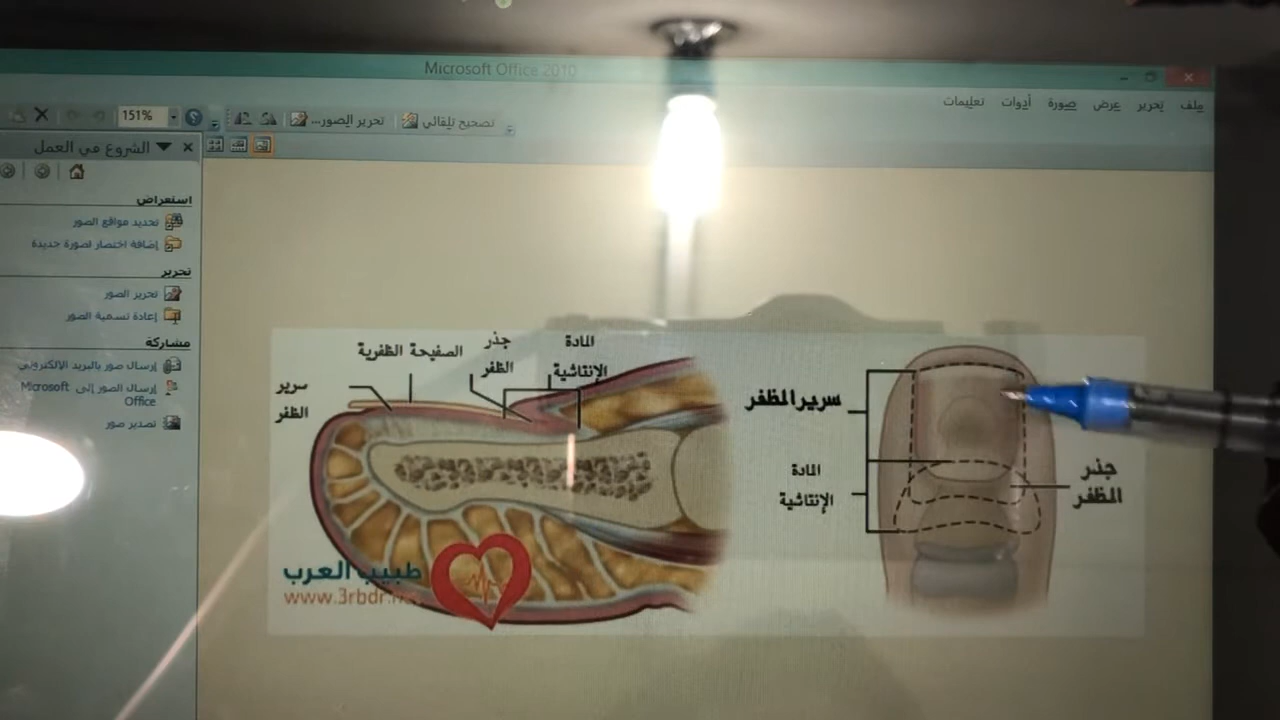 Microsoft Office 2010
ملف تحرير عرض صورة أدوات تعليمات
151%
تحرير الصور...
تصحيح تلقائي
الشروع في العمل
استعراض
تحديد مواقع الصور
إضافة اختصار لصورة جديدة
تحرير
تحرير الصور
إعادة تسمية الصور
مشاركة
إرسال صور بالبريد الإلكتروني
إرسال الصور إلى Microsoft
Office
تصدير صور
المادة
الإنتاشية
جذر
الظفر
الصفيحة الظفرية
سرير
الظفر
طبيب العرب
www.3rbdr.net
سرير المظفر
المادة
الإنتاشية
جذر
المظفر